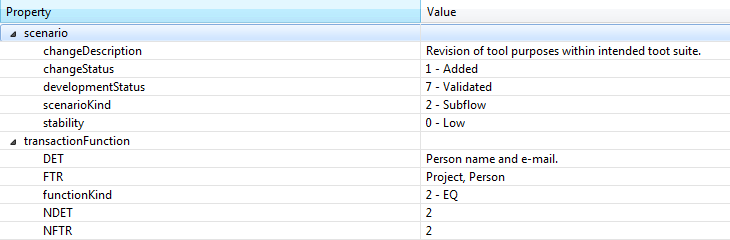 Property Value
scenario
changeDescription Revision of tool purposes within intended toot suite.
changeStatus 1 - Added
developmentStatus 7 - Validated
scenarioKind 2 - Subflow
stability 0 - Low
transactionFunction
DET Person name and e-mail.
FTR Project, Person
functionKind 2 - EQ
NDET 2
NFTR 2